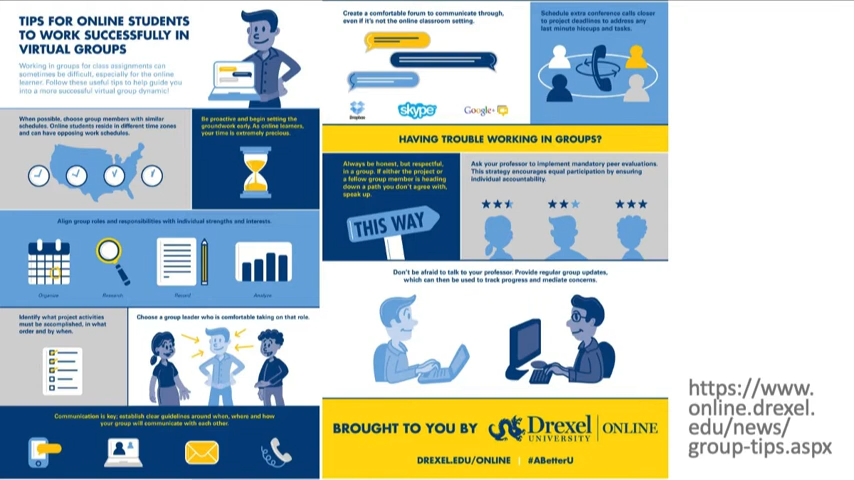 TIPS FOR ONLINE STUDENTS
TO WORK SUCCESSFULLY IN
VIRTUAL GROUPS
Working in groups for class assignments can
sometimes be difficult, especially for the online
learner. Follow these useful tips to help guide you
into a more successful virtual group dynamic!
When possible, choose group members with similar
schedules. Online students reside in different time zones
and can have opposing work schedules.
Be proactive and begin setting the
groundwork early. As online learners,
your time is extremely precious.
Align group roles and responsibilities with individual strengths and interests.
Organize
Research
Record
Analyze
Identify what project activities
must be accomplished, in what
order and by when.
Choose a group leader who is comfortable taking on that role.
Communication is key; establish clear guidelines around when, where and how
your group will communicate with each other.
Create a comfortable forum to communicate through,
even if it's not the online classroom setting.
Dropbox
skype
Google+
Schedule extra conference calls closer
to project deadlines to address any
last minute hiccups and tasks.
HAVING TROUBLE WORKING IN GROUPS?
Always be honest, but respectful,
in a group. If either the project or
a fellow group member is heading
down a path you don't agree with,
speak up.
THIS WAY
Ask your professor to implement mandatory peer evaluations.
This strategy encourages equal participation by ensuring
individual accountability.
Don't be afraid to talk to your professor. Provide regular group updates,
which can then be used to track progress and mediate concerns.
BROUGHT TO YOU BY Drexel UNIVERSITY | ONLINE
DREXEL.EDU/ONLINE | #ABetterU
https://www.
online.drexel.
edu/news/
group-tips.aspx